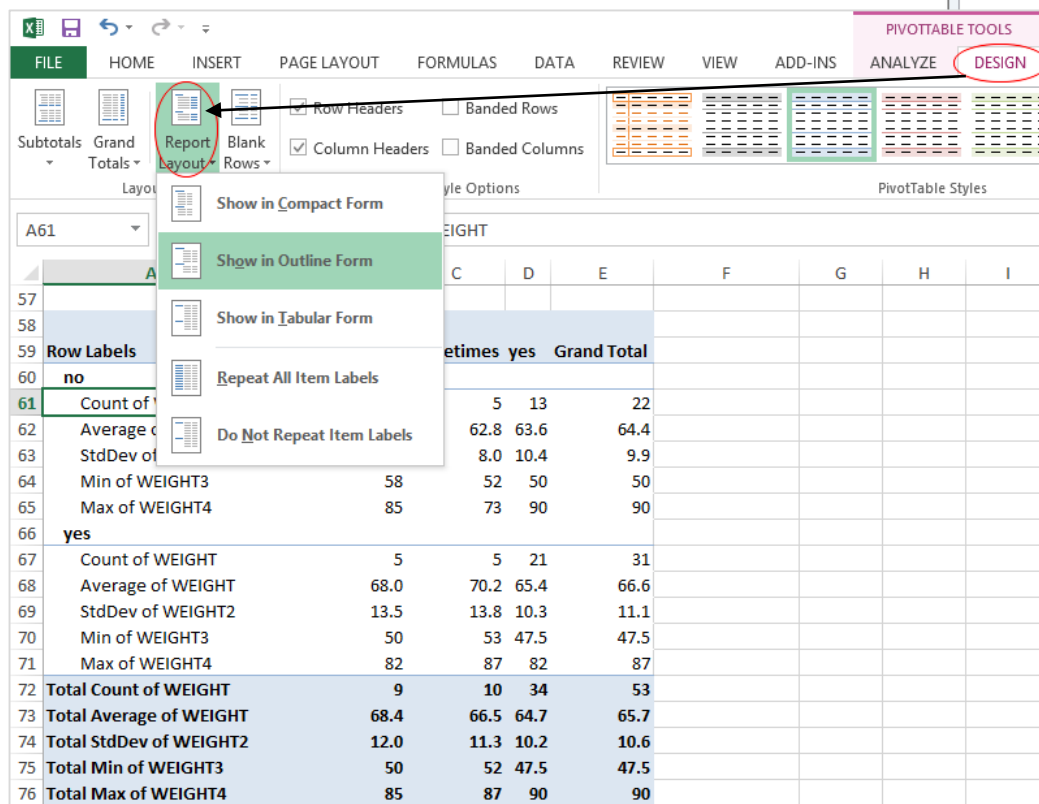 PIVOTTABLE TOOLS
FILE HOME INSERT PAGE LAYOUT FORMULAS DATA REVIEW VIEW ADD-INS ANALYZE DESIGN
Subtotals Grand Totals Report Layout Blank Rows
Row Headers Banded Rows
Column Headers Banded Columns
Layou yle Options PivotTable Styles
Show in Compact Form
Show in Outline Form
Show in Tabular Form
Repeat All Item Labels
Do Not Repeat Item Labels
A61 EIGHT
A C D E F G H I
57
58
59 Row Labels etimes yes Grand Total
60 no
61 Count of 5 13 22
62 Average 62.8 63.6 64.4
63 StdDev of 8.0 10.4 9.9
64 Min of WEIGHT3 58 52 50 50
65 Max of WEIGHT4 85 73 90 90
66 yes
67 Count of WEIGHT 5 5 21 31
68 Average of WEIGHT 68.0 70.2 65.4 66.6
69 StdDev of WEIGHT2 13.5 13.8 10.3 11.1
70 Min of WEIGHT3 50 53 47.5 47.5
71 Max of WEIGHT4 82 87 82 87
72 Total Count of WEIGHT 9 10 34 53
73 Total Average of WEIGHT 68.4 66.5 64.7 65.7
74 Total StdDev of WEIGHT2 12.0 11.3 10.2 10.6
75 Total Min of WEIGHT3 50 52 47.5 47.5
76 Total Max of WEIGHT4 85 87 90 90